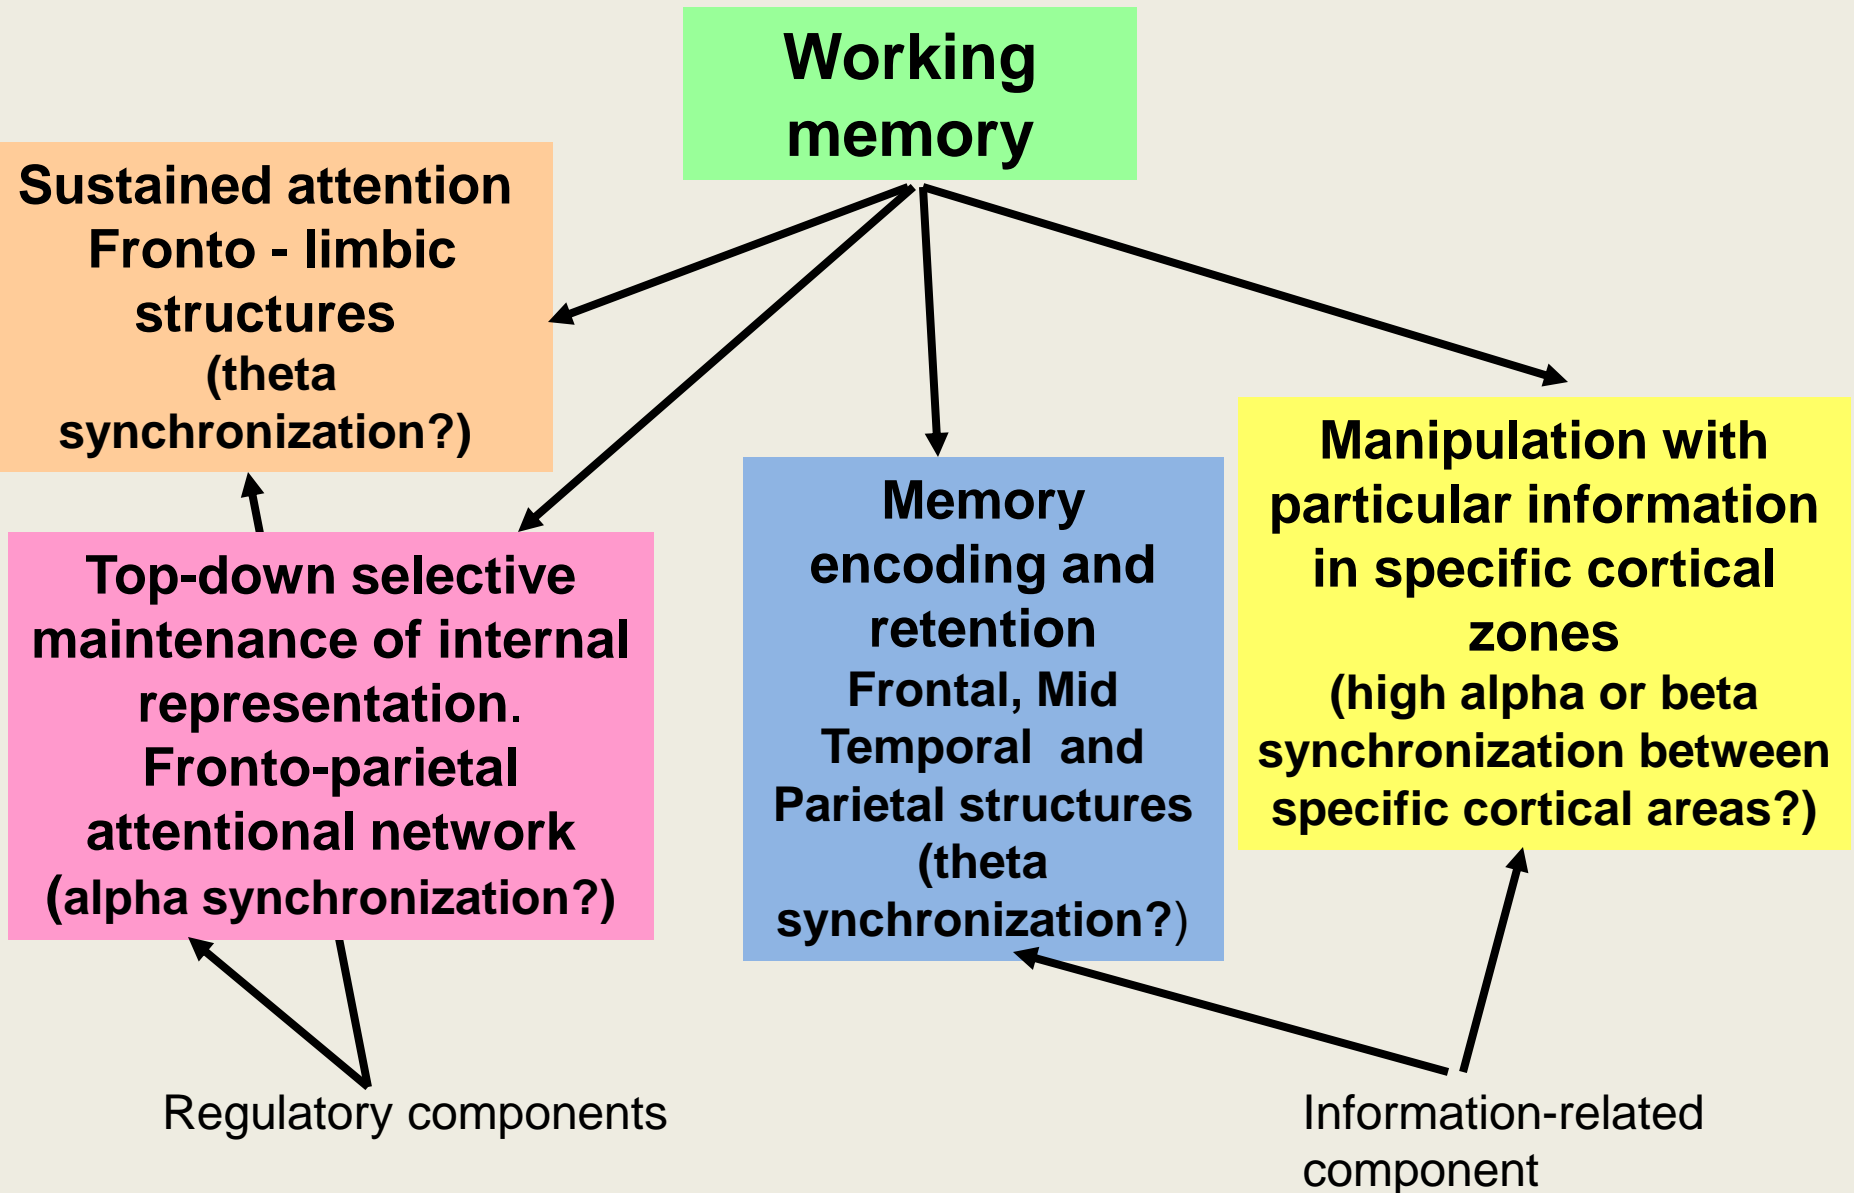 Working
memory
Sustained attention
Fronto - limbic
structures
(theta
synchronization?)
Top-down selective
maintenance of internal
representation.
Fronto-parietal
attentional network
(alpha synchronization?)
Memory
encoding and
retention
Frontal, Mid
Temporal and
Parietal structures
(theta
synchronization?)
Manipulation with
particular information
in specific cortical
zones
(high alpha or beta
synchronization between
specific cortical areas?)
Regulatory components
Information-related
component